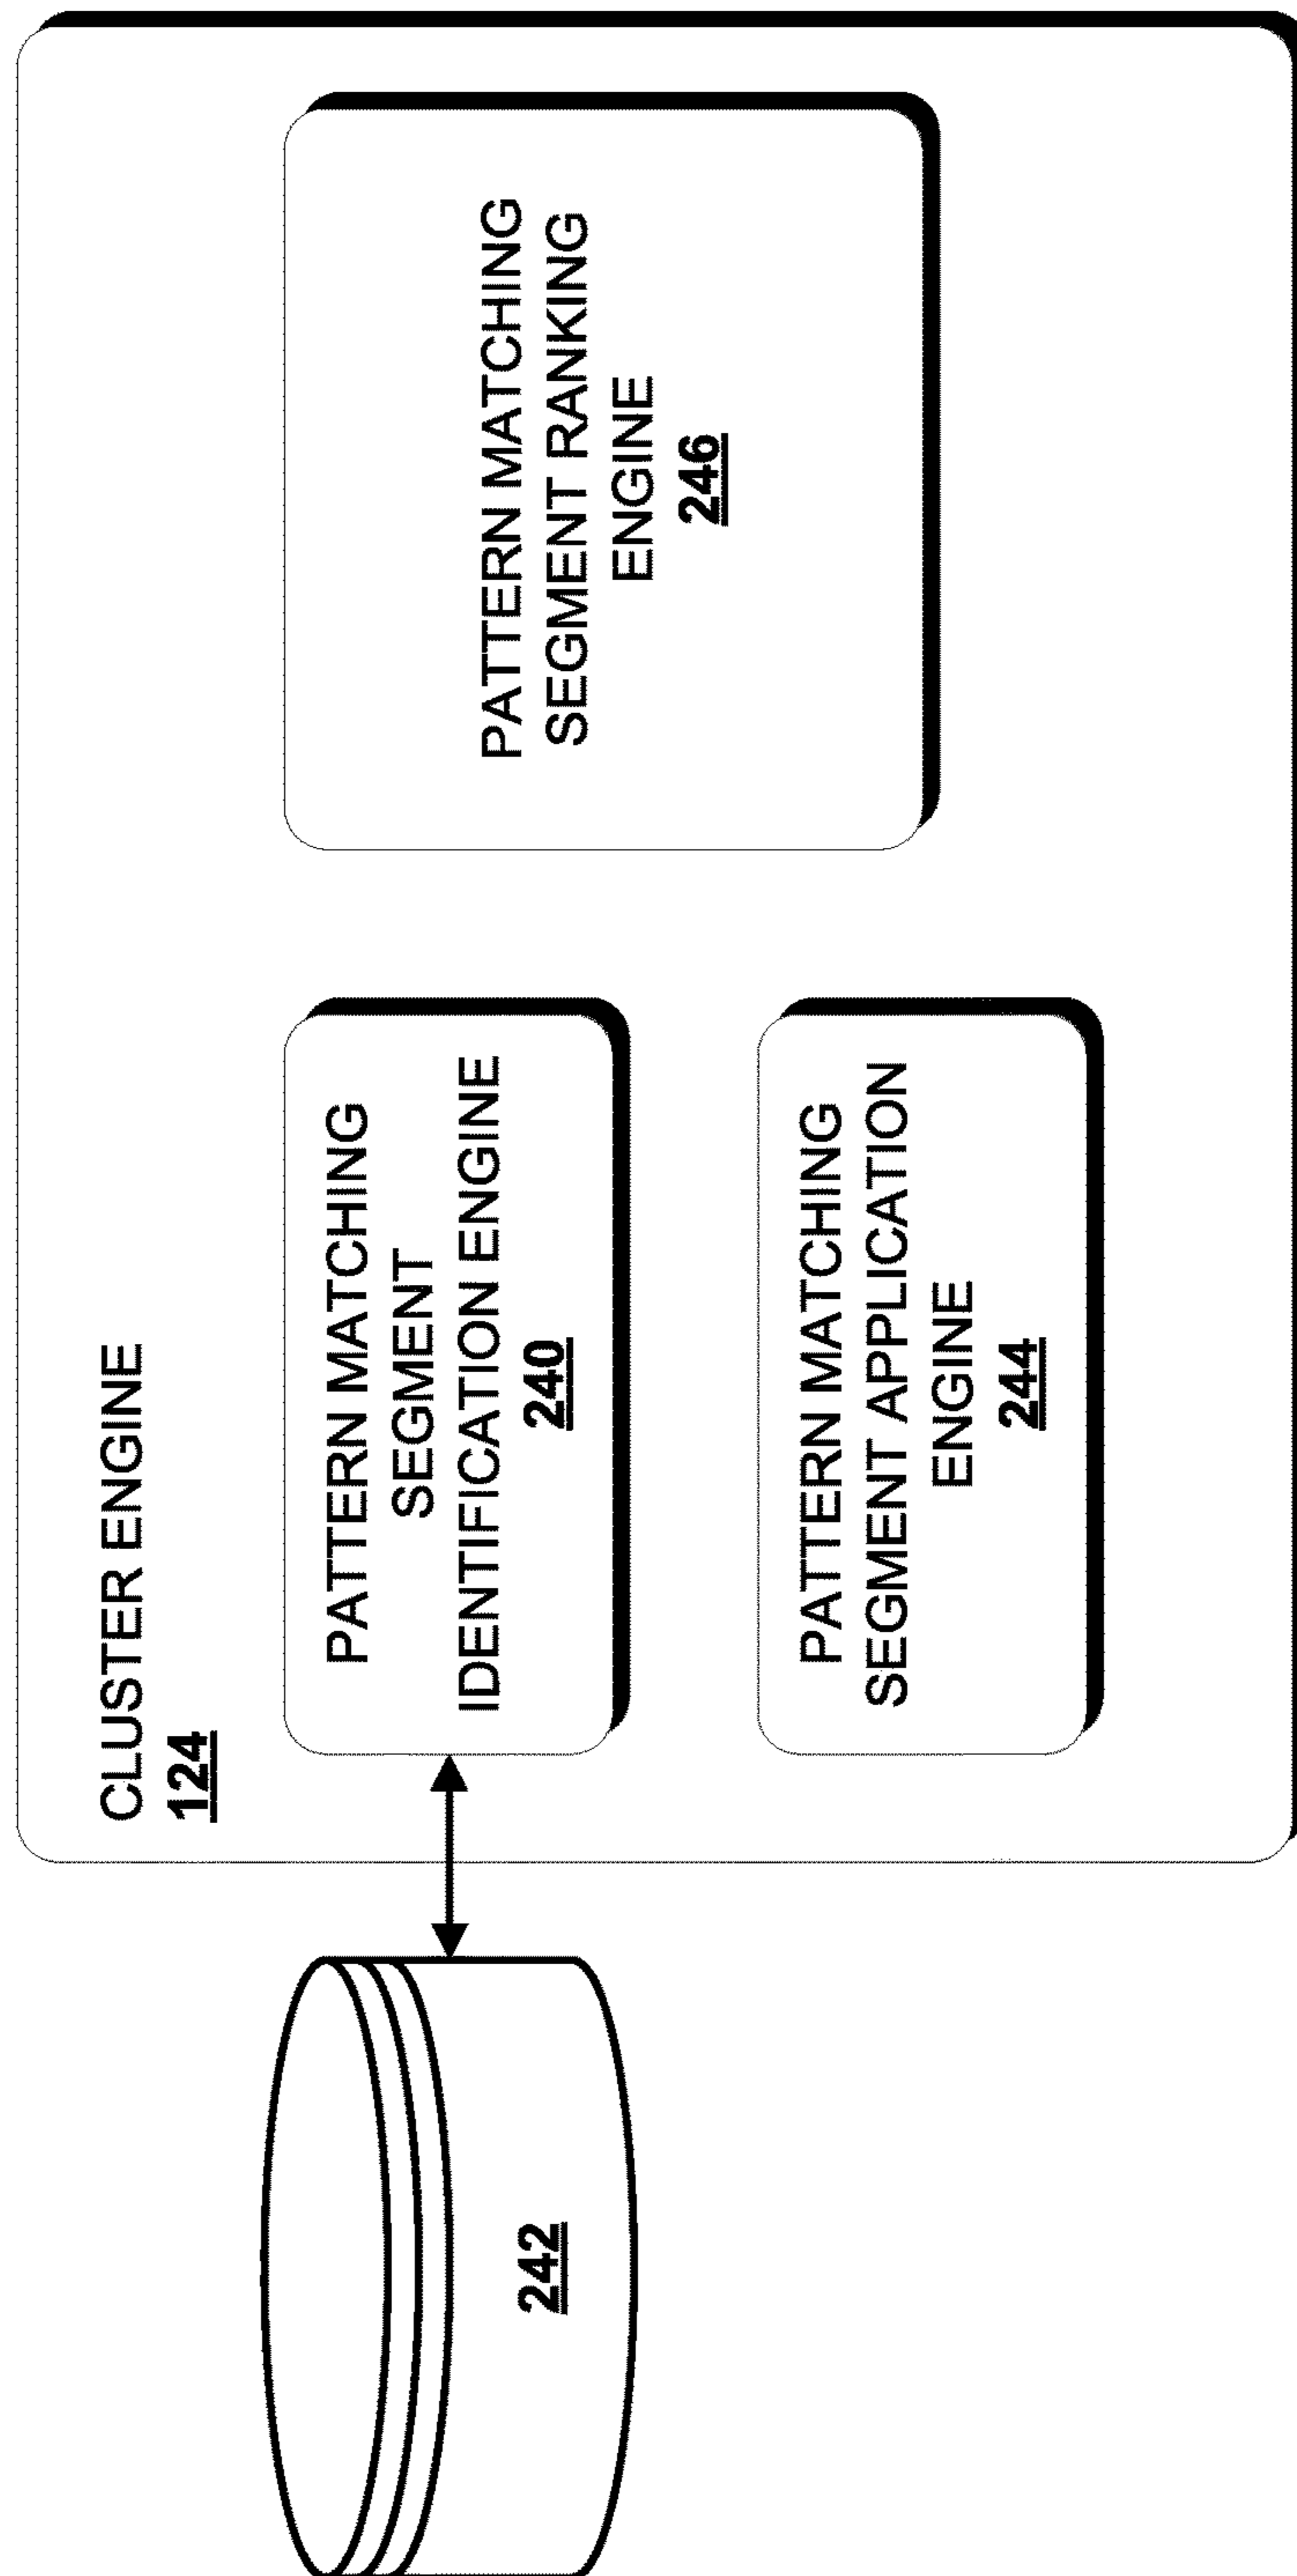 CLUSTER ENGINE
124
242
PATTERN MATCHING
SEGMENT
IDENTIFICATION ENGINE
240
PATTERN MATCHING
SEGMENT APPLICATION
ENGINE
244
PATTERN MATCHING
SEGMENT RANKING
ENGINE
246